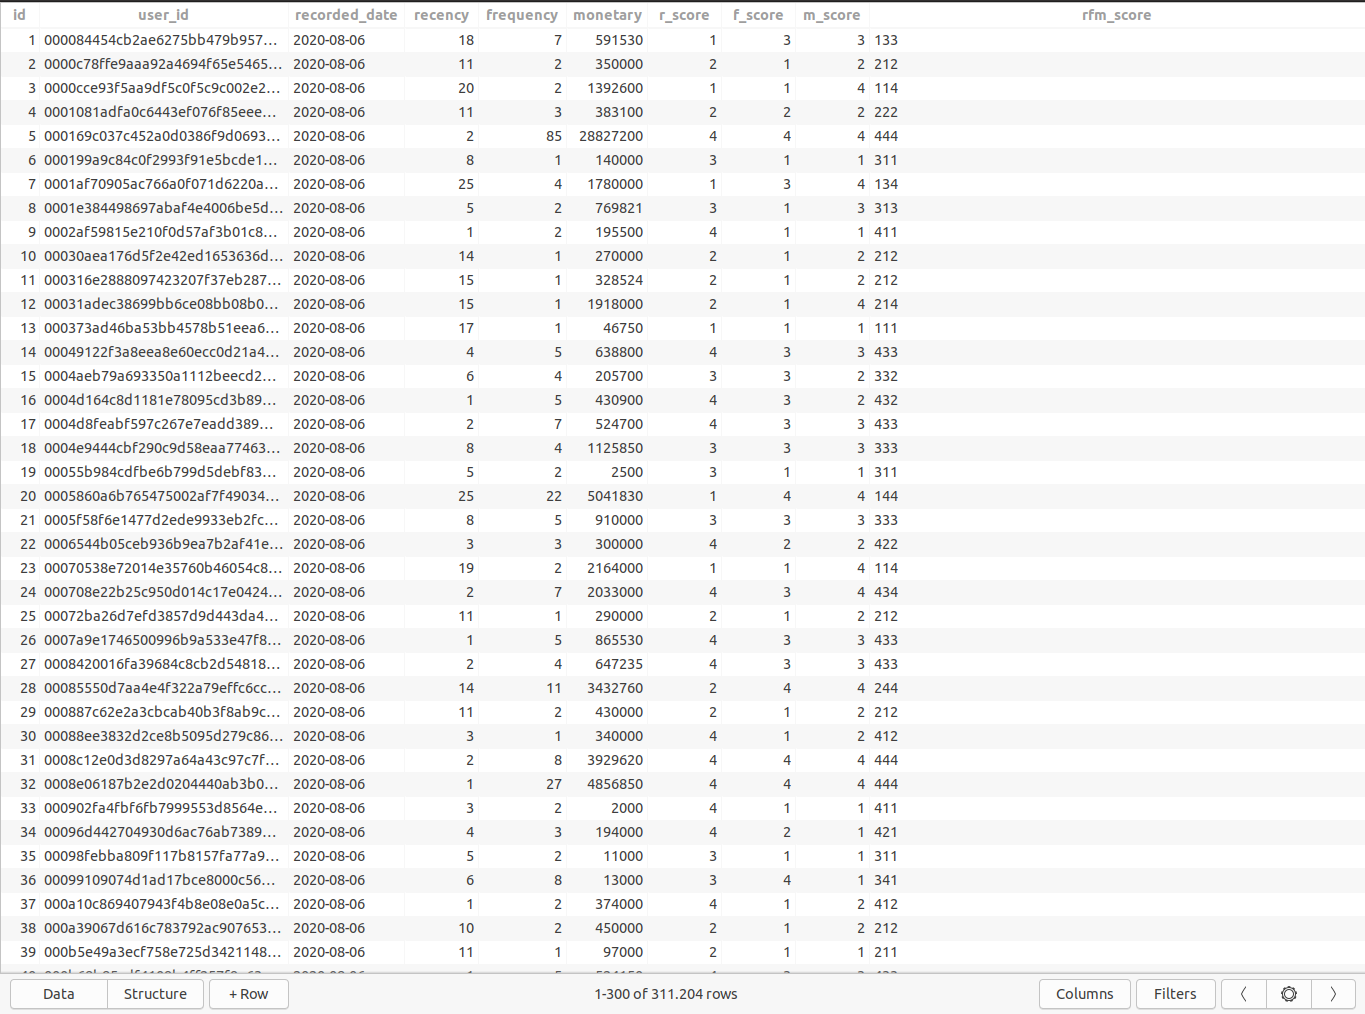 id user_id recorded_date recency frequency monetary r_score f_score m_score rfm_score
1 000084454cb2ae6275bb479b957... 2020-08-06 18 7 591530 1 3 3 133
2 0000c78ffe9aaa92a4694f65e5465... 2020-08-06 11 2 350000 2 1 2 212
3 0000cce93f5aa9df5c0f5c9c002e2... 2020-08-06 20 2 1392600 1 1 4 114
4 0001081adfa0c6443ef076f85eee... 2020-08-06 11 3 383100 2 2 2 222
5 000169c037c452a0d0386f9d0693... 2020-08-06 2 85 28827200 4 4 4 444
6 000199a9c84c0f2993f91e5bcde1... 2020-08-06 8 1 140000 3 1 1 311
7 0001af70905ac766a0f071d6220a... 2020-08-06 25 4 1780000 1 3 4 134
8 0001e384498697abaf4e4006be5d... 2020-08-06 5 2 769821 3 1 3 313
9 0002af59815e210f0d57af3b01c8... 2020-08-06 1 2 195500 4 1 1 411
10 00030aea176d5f2e42ed1653636d... 2020-08-06 14 1 270000 2 1 2 212
11 000316e2888097423207f37eb287... 2020-08-06 15 1 328524 2 1 2 212
12 00031adec38699bb6ce08bb08b0... 2020-08-06 15 1 1918000 2 1 4 214
13 000373ad46ba53bb4578b51eea6... 2020-08-06 17 1 46750 1 1 1 111
14 00049122f3a8eea8e60ecc0d21a4... 2020-08-06 4 5 638800 4 3 3 433
15 0004aeb79a693350a1112beecd2... 2020-08-06 6 4 205700 3 3 2 332
16 0004d164c8d1181e78095cd3b89... 2020-08-06 1 5 430900 4 3 2 432
17 0004d8feabf597c267e7eadd389... 2020-08-06 2 7 524700 4 3 3 433
18 0004e9444cbf290c9d58eaa77463... 2020-08-06 8 4 1125850 3 3 3 333
19 00055b984cdfbe6b799d5debf83... 2020-08-06 5 2 2500 3 1 1 311
20 0005860a6b765475002af7f49034... 2020-08-06 25 22 5041830 1 4 4 144
21 0005f58f6e1477d2ede9933eb2fc... 2020-08-06 8 5 910000 3 3 3 333
22 0006544b05ceb936b9ea7b2af41e... 2020-08-06 3 3 300000 4 2 2 422
23 00070538e72014e35760b46054c8... 2020-08-06 19 2 2164000 1 1 4 114
24 000708e22b25c950d014c17e0424... 2020-08-06 2 7 2033000 4 3 4 434
25 00072ba26d7efd3857d9d443da4... 2020-08-06 11 1 290000 2 1 2 212
26 0007a9e1746500996b9a533e47f8... 2020-08-06 1 5 865530 4 3 3 433
27 0008420016fa39684c8cb2d54818... 2020-08-06 2 4 647235 4 3 3 433
28 00085550d7aa4e4f322a79effc6cc... 2020-08-06 14 11 3432760 2 4 4 244
29 000887c62e2a3cbcab40b3f8ab9c... 2020-08-06 11 2 430000 2 1 2 212
30 00088ee3832d2ce8b5095d279c86... 2020-08-06 3 1 340000 4 1 2 412
31 0008c12e0d3d8297a64a43c97c7f... 2020-08-06 2 8 3929620 4 4 4 444
32 0008e06187b2e2d0204440ab3b0... 2020-08-06 1 27 4856850 4 4 4 444
33 000902fa4fbf6fb7999553d8564e... 2020-08-06 3 2 2000 4 1 1 411
34 00096d442704930d6ac76ab7389... 2020-08-06 4 3 194000 4 2 1 421
35 00098febba809f117b8157fa77a9... 2020-08-06 5 2 11000 3 1 1 311
36 00099109074d1ad17bce8000c56... 2020-08-06 6 8 13000 3 4 1 341
37 000a10c869407943f4b8e08e0a5c... 2020-08-06 1 2 374000 4 1 2 412
38 000a39067d616c783792ac907653... 2020-08-06 10 2 450000 2 1 2 212
39 000b5e49a3ecf758e725d3421148... 2020-08-06 11 1 97000 2 1 1 211
Data Structure + Row 1-300 of 311.204 rows Columns Filters